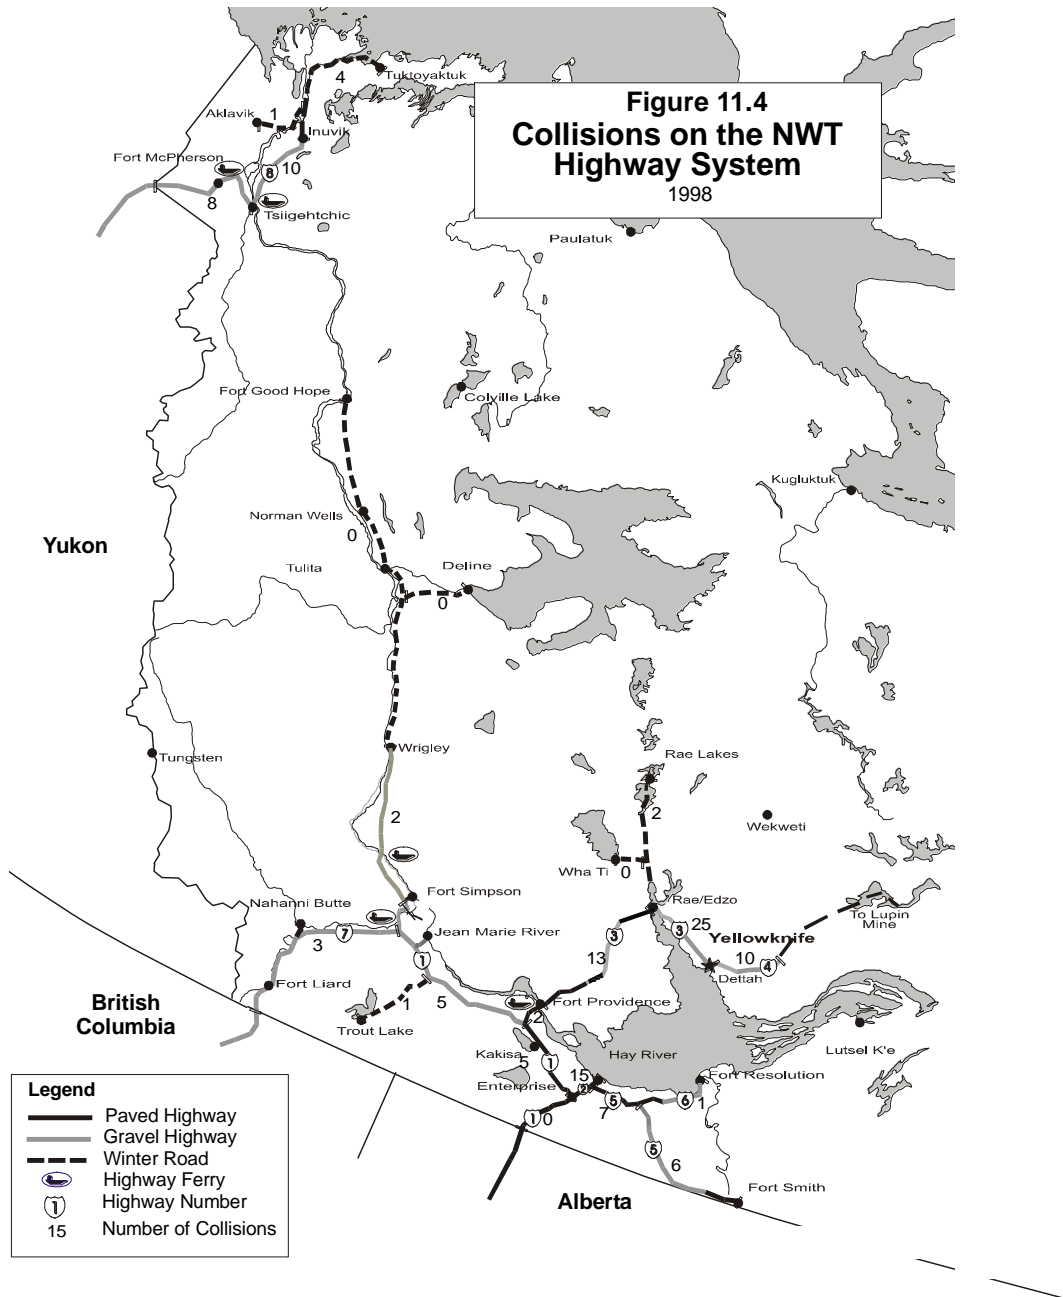 Figure 11.4
Collisions on the NWT
Highway System
1998
Tuktoyaktuk
4
Aklavik
1
Inuvik
Fort McPherson
10
8
8
Tsiigehtchic
Paulatuk
Fort Good Hope
Colville Lake
Kugluktuk
Norman Wells
0
Yukon
Tulita
Deline
0
Wrigley
Tungsten
Rae Lakes
2
2
Wekweti
Wha Ti
0
Fort Simpson
Rae/Edzo
Nahanni Butte
To Lupin
Mine
25
3
7
3
Jean Marie River
3
Yellowknife
13
10
4
1
Dettah
Fort Liard
British
Columbia
1
5
Fort Providence
2
Trout Lake
Lutsel K'e
Kakisa
5
1
Hay River
15
Fort Resolution
Enterprise
2
5
6
1
7
1
0
5
6
Fort Smith
Alberta
Legend
Paved Highway
Gravel Highway
Winter Road
Highway Ferry
1
Highway Number
15
Number of Collisions